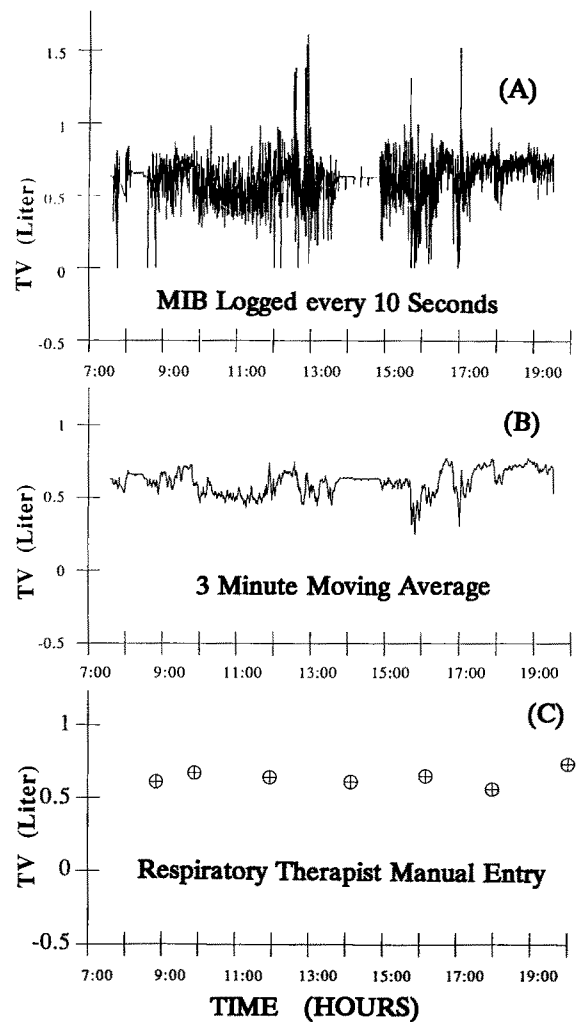 1.5
(A)
1
0.5
TV (Liter)
0
MIB Logged every 10 Seconds
-0.5
7:00 9:00 11:00 13:00 15:00 17:00 19:00
(B)
1
0.5
TV (Liter)
0
3 Minute Moving Average
-0.5
7:00 9:00 11:00 13:00 15:00 17:00 19:00
(C)
1
0.5
TV (Liter)
0
Respiratory Therapist Manual Entry
-0.5
7:00 9:00 11:00 13:00 15:00 17:00 19:00
TIME (HOURS)